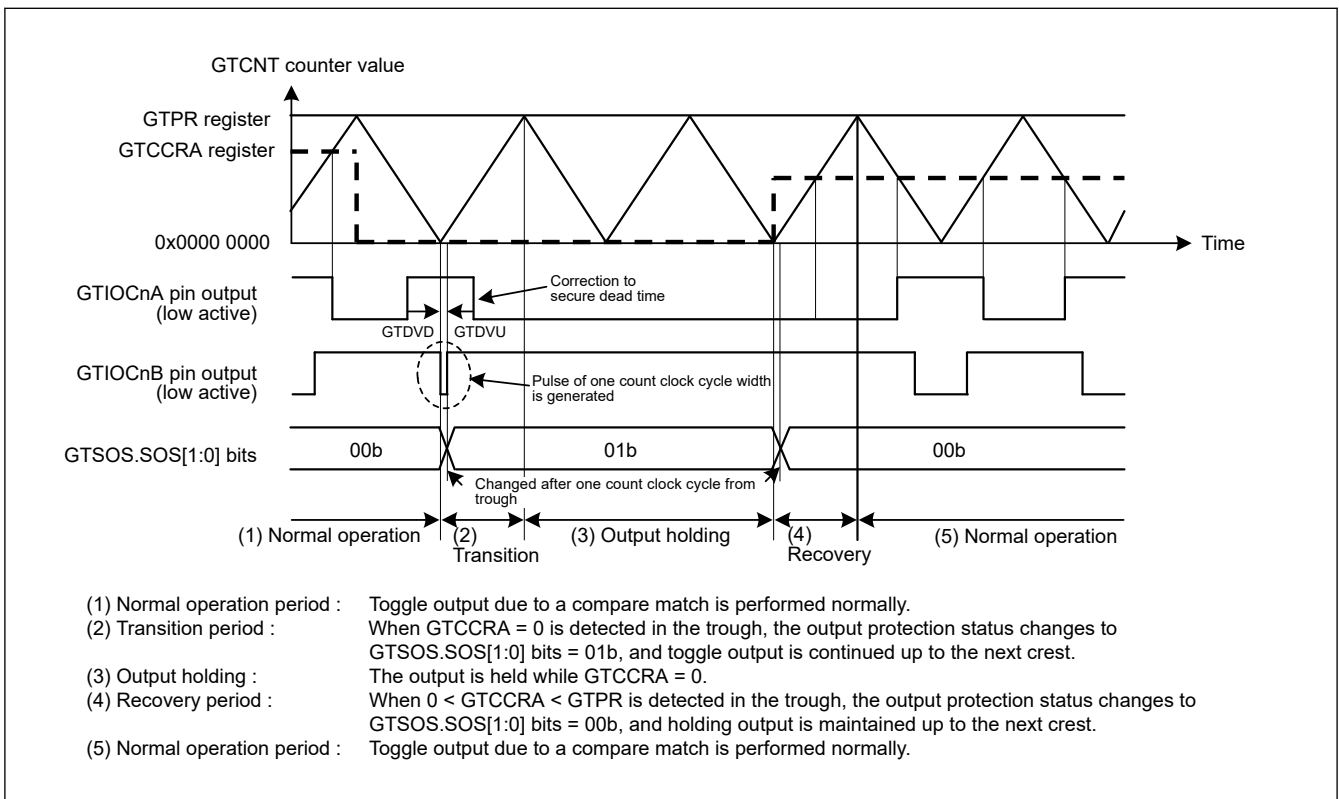 GTCNT counter value
GTPR register
GTCCRA register
0x0000 0000
Time
GTIOCnA pin output
(low active)
Correction to
secure dead time
GTDVD
GTDVU
GTIOCnB pin output
(low active)
Pulse of one count clock cycle width
is generated
GTSOS.SOS[1:0] bits
00b
01b
00b
Changed after one count clock cycle from
trough
(1) Normal operation
(2)
Transition
(3) Output holding
(4)
Recovery
(5) Normal operation
(1) Normal operation period : Toggle output due to a compare match is performed normally.
(2) Transition period : When GTCCRA = 0 is detected in the trough, the output protection status changes to
GTSOS.SOS[1:0] bits = 01b, and toggle output is continued up to the next crest.
(3) Output holding : The output is held while GTCCRA = 0.
(4) Recovery period : When 0 < GTCCRA < GTPR is detected in the trough, the output protection status changes to
GTSOS.SOS[1:0] bits = 00b, and holding output is maintained up to the next crest.
(5) Normal operation period : Toggle output due to a compare match is performed normally.